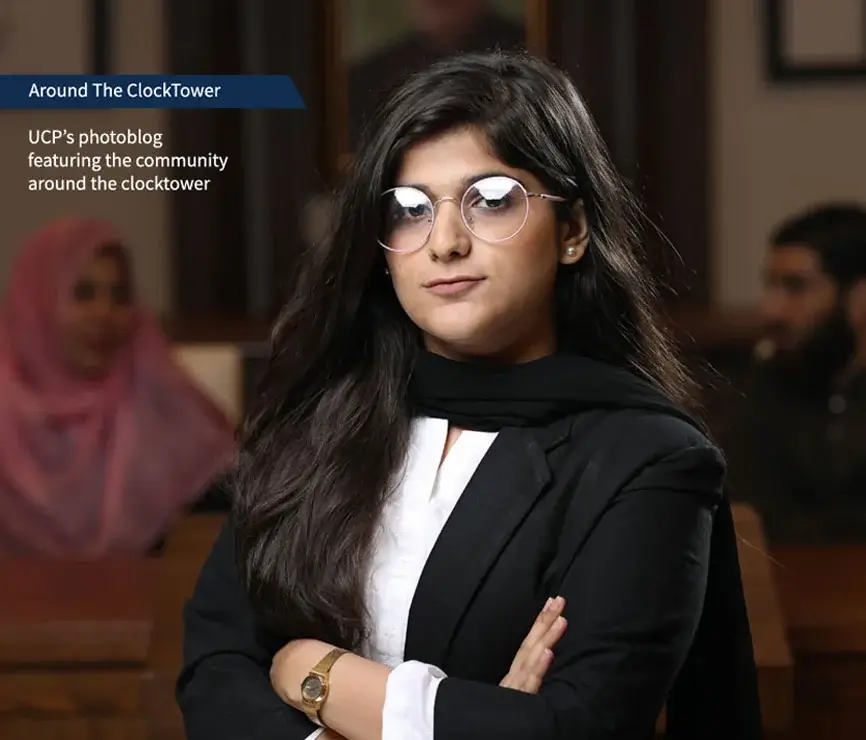 Around The ClockTower
UCP's photoblog
featuring the community
around the clocktower